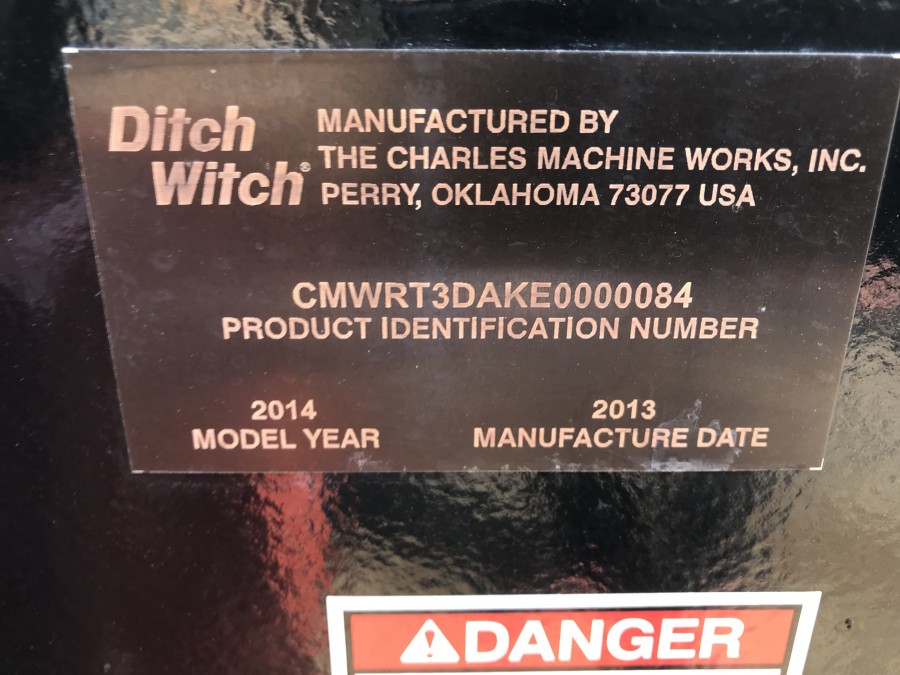 Ditch
Witch®
MANUFACTURED BY
THE CHARLES MACHINE WORKS, INC.
PERRY, OKLAHOMA 73077 USA
CMWRT3DAKE0000084
PRODUCT IDENTIFICATION NUMBER
2014
MODEL YEAR
2013
MANUFACTURE DATE
DANGER